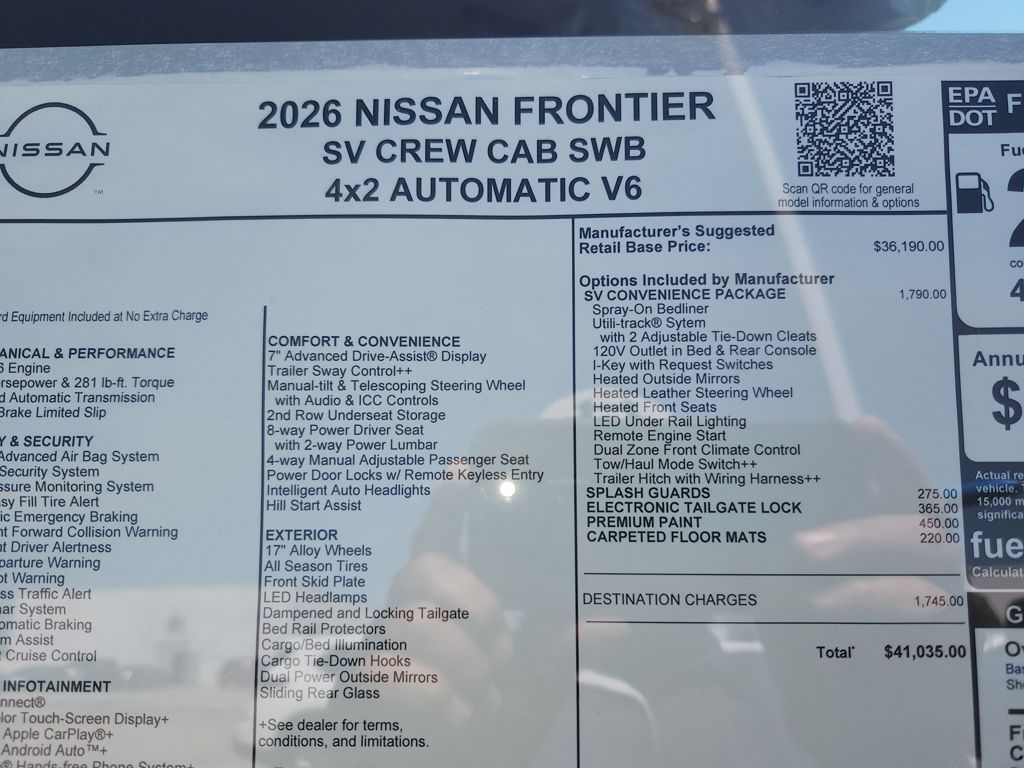 NISSAN
TM
2026 NISSAN FRONTIER
SV CREW CAB SWB
4x2 AUTOMATIC V6
Scan QR code for general
model information & options
Equipment Included at No Extra Charge
& PERFORMANCE
Engine
& 281 lb-ft. Torque
Automatic Transmission
Brake Limited Slip
& SECURITY
Advanced Air Bag System
Security System
Monitoring System
Fill Tire Alert
Emergency Braking
Forward Collision Warning
Driver Alertness
Warning
Warning
Traffic Alert
System
Braking
Assist
Cruise Control
INFOTAINMENT
Touch-Screen Display+
Apple CarPlay®+
Android Auto™+
Hands-free Phone System+
COMFORT & CONVENIENCE
7" Advanced Drive-Assist® Display
Trailer Sway Control++
Manual-tilt & Telescoping Steering Wheel
with Audio & ICC Controls
2nd Row Underseat Storage
8-way Power Driver Seat
with 2-way Power Lumbar
4-way Manual Adjustable Passenger Seat
Power Door Locks w/ Remote Keyless Entry
Intelligent Auto Headlights
Hill Start Assist
EXTERIOR
17" Alloy Wheels
All Season Tires
Front Skid Plate
LED Headlamps
Dampened and Locking Tailgate
Bed Rail Protectors
Cargo/Bed Illumination
Cargo Tie-Down Hooks
Dual Power Outside Mirrors
Sliding Rear Glass
+See dealer for terms,
conditions, and limitations.
Manufacturer's Suggested
Retail Base Price: $36,190.00
Options Included by Manufacturer
SV CONVENIENCE PACKAGE 1,790.00
Spray-On Bedliner
Utili-track® Sytem
with 2 Adjustable Tie-Down Cleats
120V Outlet in Bed & Rear Console
I-Key with Request Switches
Heated Outside Mirrors
Heated Leather Steering Wheel
Heated Front Seats
LED Under Rail Lighting
Remote Engine Start
Dual Zone Front Climate Control
Tow/Haul Mode Switch++
Trailer Hitch with Wiring Harness++
SPLASH GUARDS 275.00
ELECTRONIC TAILGATE LOCK 365.00
PREMIUM PAINT 450.00
CARPETED FLOOR MATS 220.00
DESTINATION CHARGES 1,745.00
Total* $41,035.00
EPA
DOT
$
Actual
vehicle.
15,000